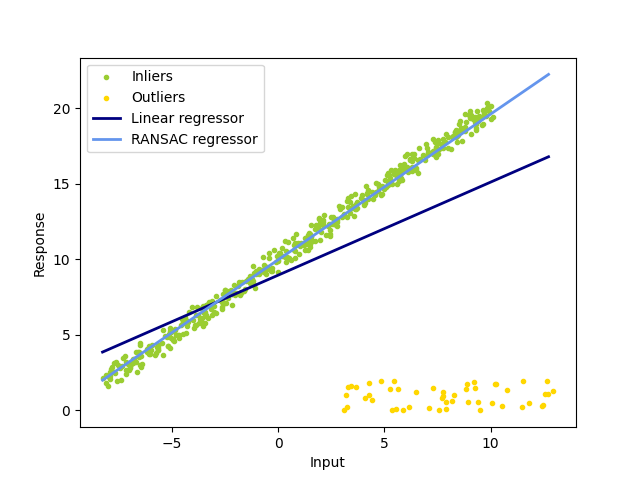 Inliers
Outliers
Linear regressor
RANSAC regressor
20
15
10
5
0
Response
−5
0
5
10
Input